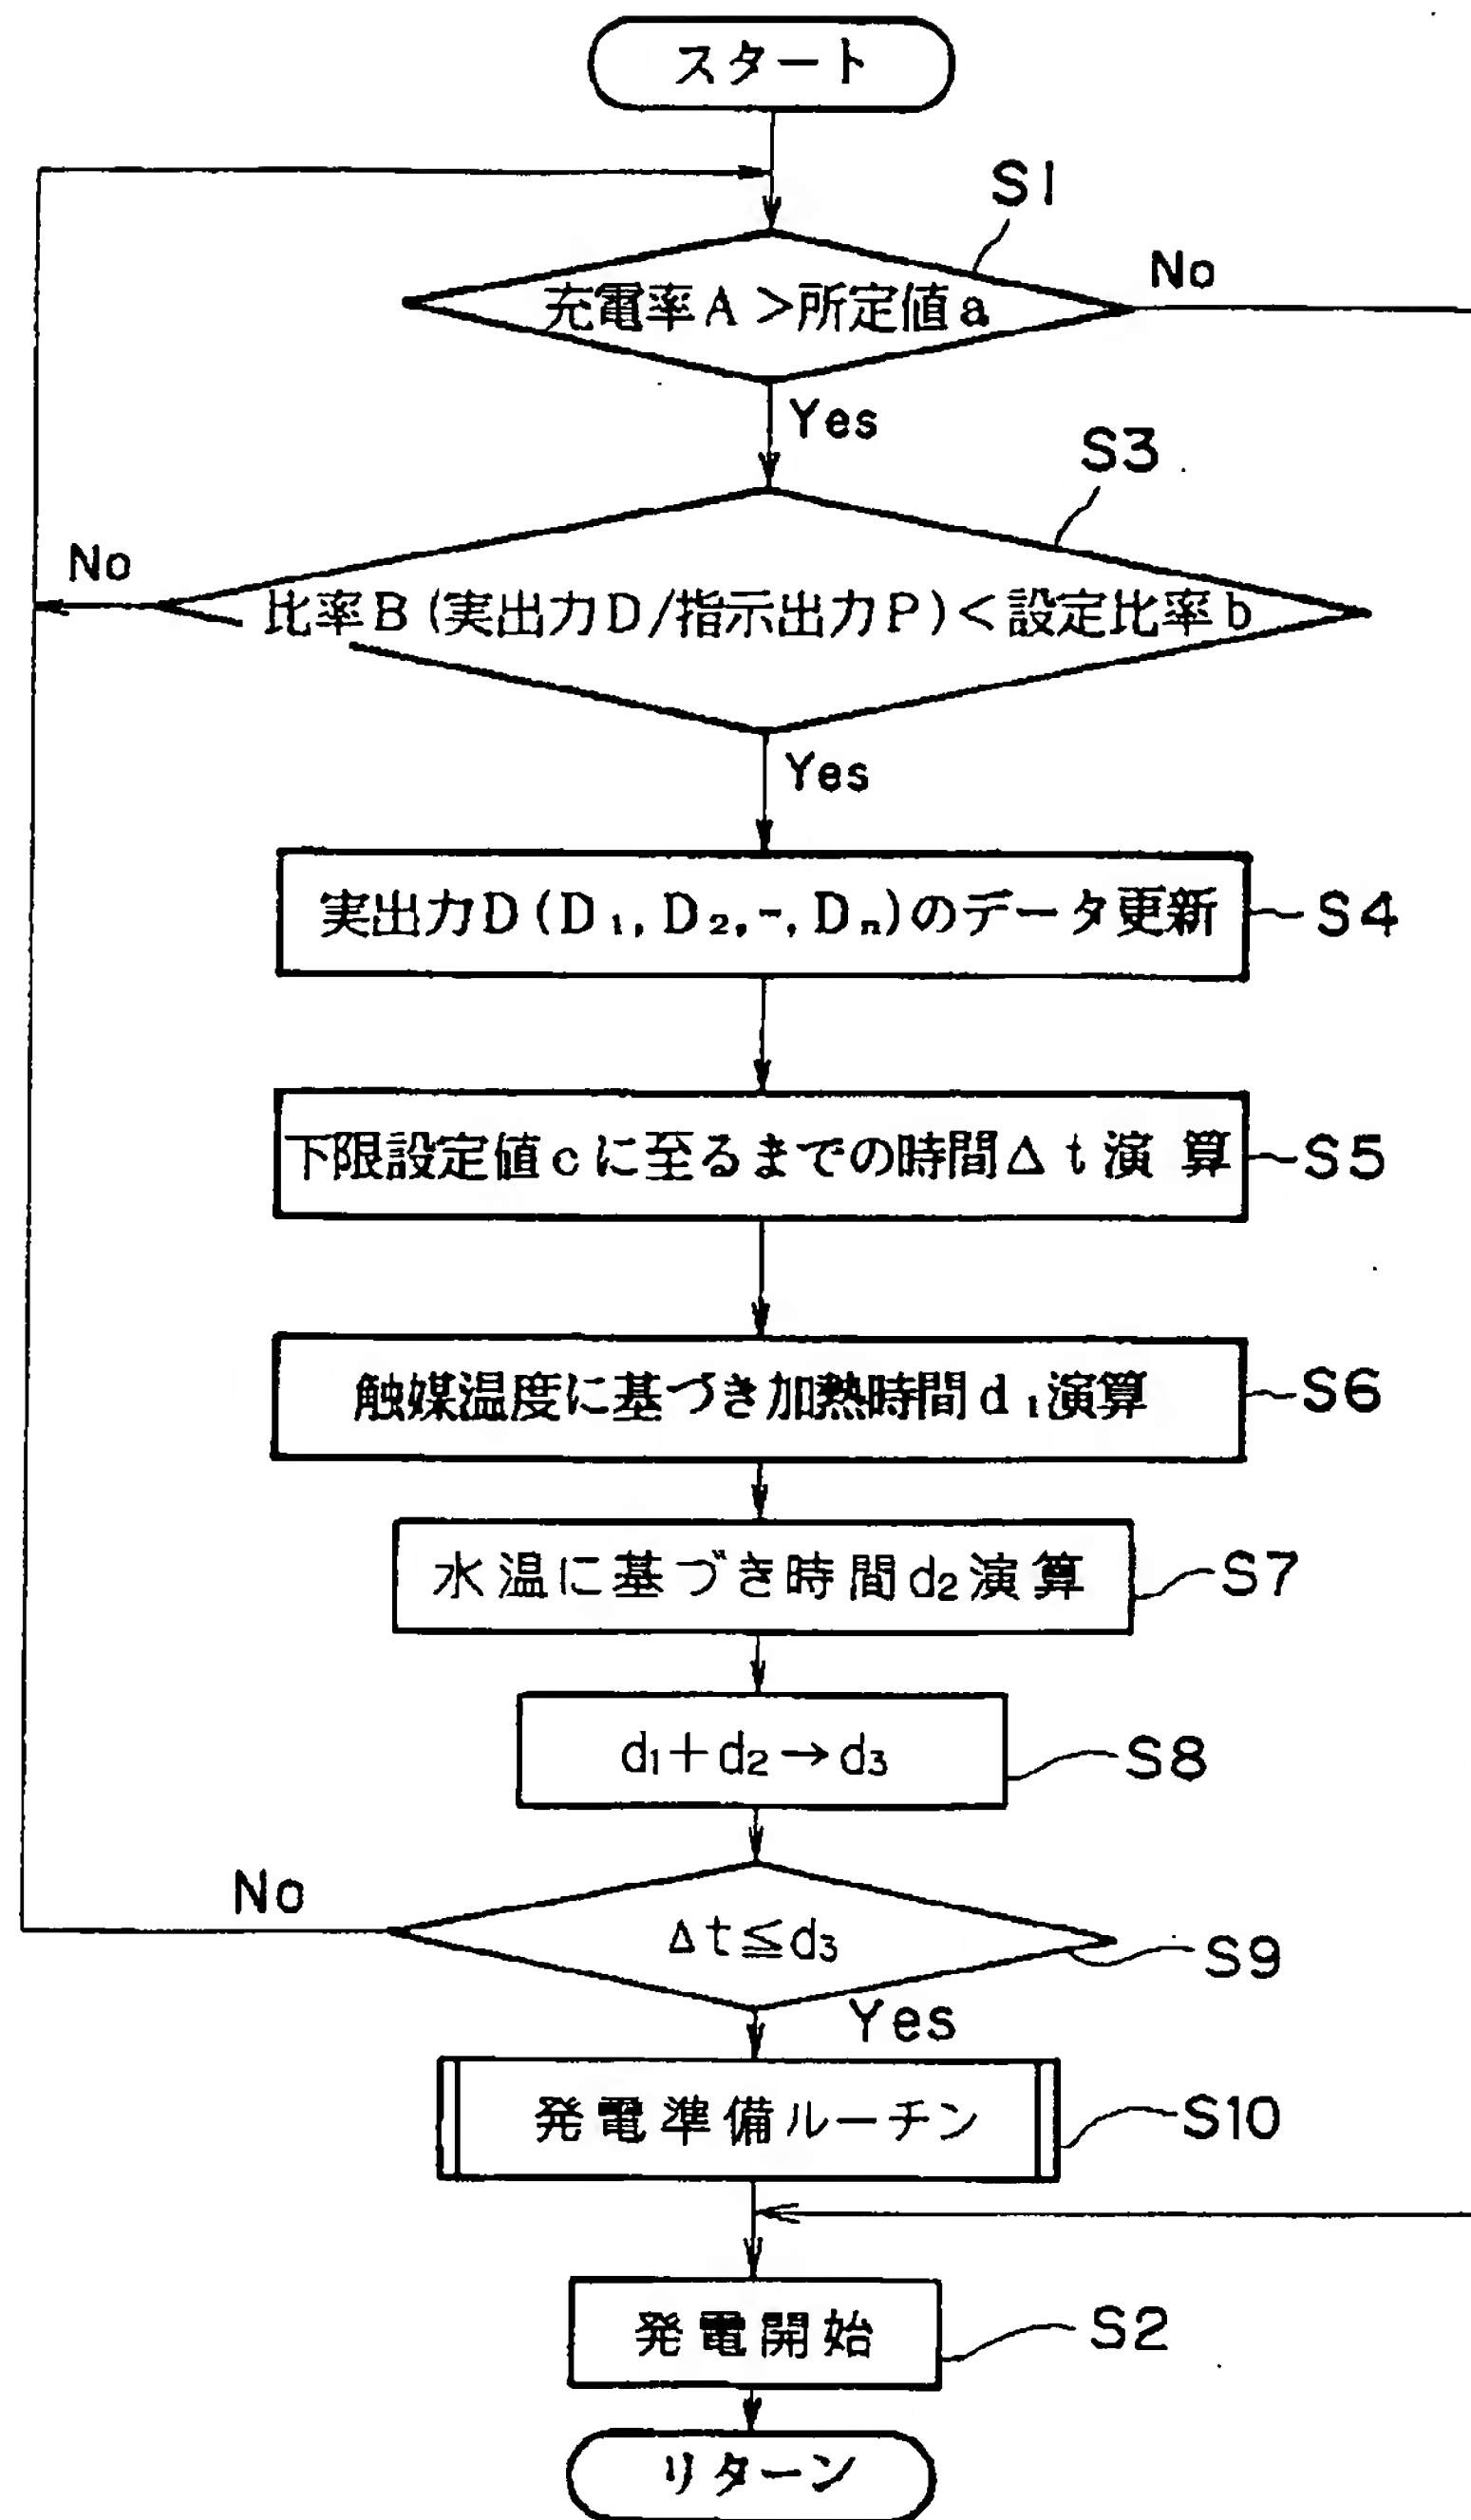 スタート
S1
No
充電率A>所定値a
Yes
S3
No
比率B(実出力D/指示出力P)<設定比率b
Yes
実出力D(D₁,D₂,-,Dₙ)のデータ更新
S4
下限設定値cに至るまでの時間Δt演算
S5
触媒温度に基づき加熱時間d₁演算
S6
水温に基づき時間d₂演算
S7
d₁+d₂→d₃
S8
No
Δt≦d₃
S9
Yes
発電準備ルーチン
S10
発電開始
S2
リターン